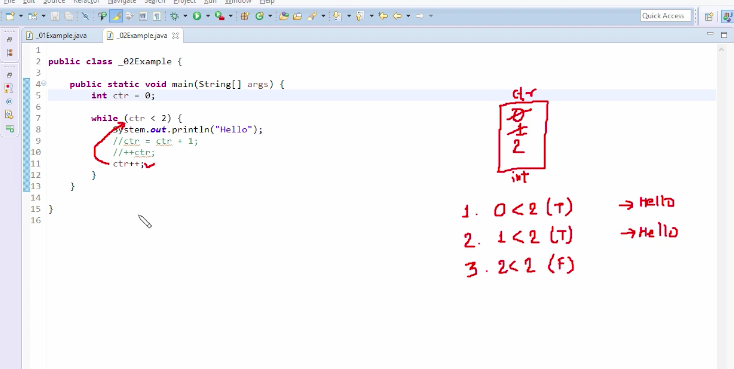 File Edit Source Refactor Navigate Search Project Run Window Help
Quick Access
_01Example.java
_02Example.java
1
2 public class _02Example {
3
4 public static void main(String[] args) {
5 int ctr = 0;
6
7 while (ctr < 2) {
8 System.out.println("Hello");
9 //ctr = ctr + 1;
10 //++ctr;
11 ctr++;
12 }
13 }
14
15 }
16
ctr
0
1
2
int
1. 0 < 2 (T) → Hello
2. 1 < 2 (T) → Hello
3. 2 < 2 (F)